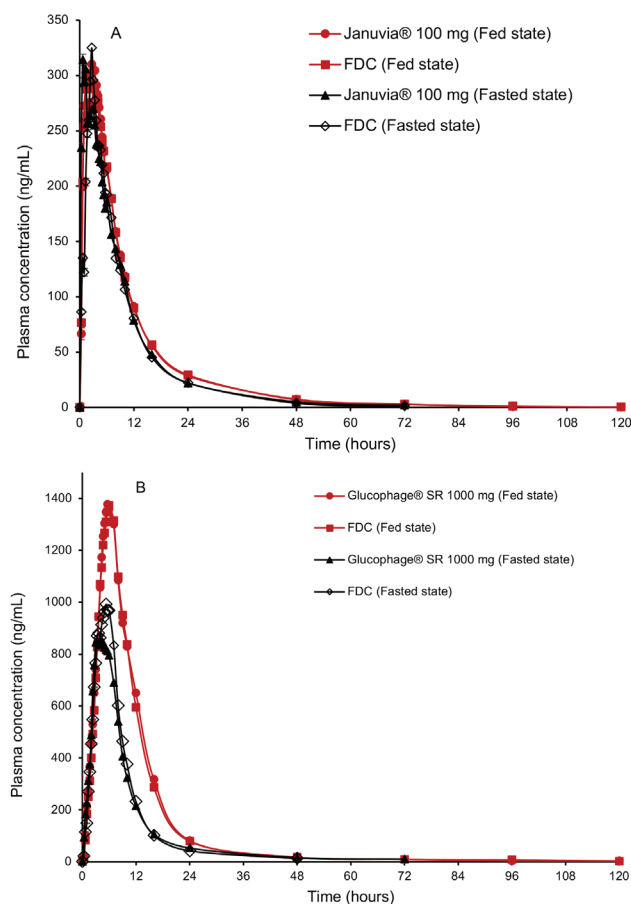 A
Januvia® 100 mg (Fed state)
FDC (Fed state)
Januvia® 100 mg (Fasted state)
FDC (Fasted state)
Plasma concentration (ng/mL)
350
300
250
200
150
100
50
0
0 12 24 36 48 60 72 84 96 108 120
Time (hours)
B
Glucophage® SR 1000 mg (Fed state)
FDC (Fed state)
Glucophage® SR 1000 mg (Fasted state)
FDC (Fasted state)
Plasma concentration (ng/mL)
1400
1200
1000
800
600
400
200
0
0 12 24 36 48 60 72 84 96 108 120
Time (hours)